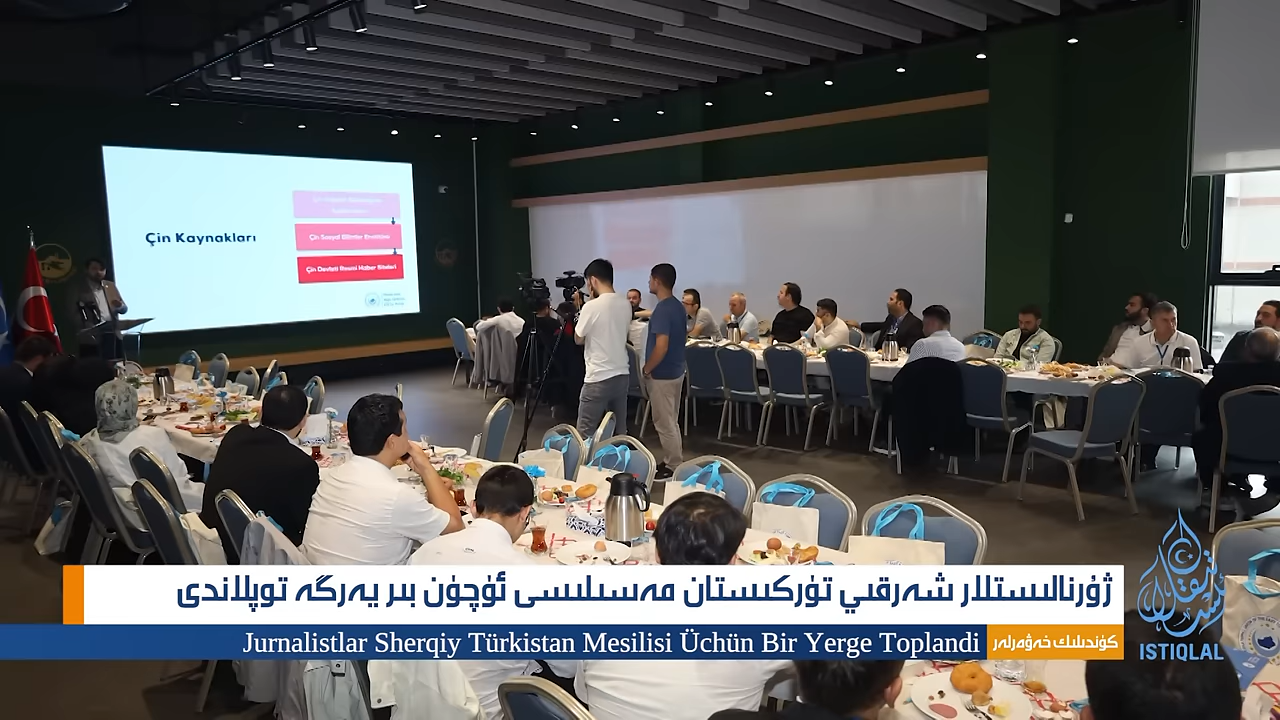 Çin Kaynakları
Çin Sosyal Bilimler Enstitüsü
Çin Devleti Resmi Haber Siteleri
ژۇرنالىستلار شەرقىي تۈركىستان مەسىلىسى ئۈچۈن بىر يەرگە توپلاندى
Jurnalistlar Sherqiy Türkistan Mesilisi Üchün Bir Yerge Toplandi
كۈندىلىك خەۋەرلەر
ISTIQLAL